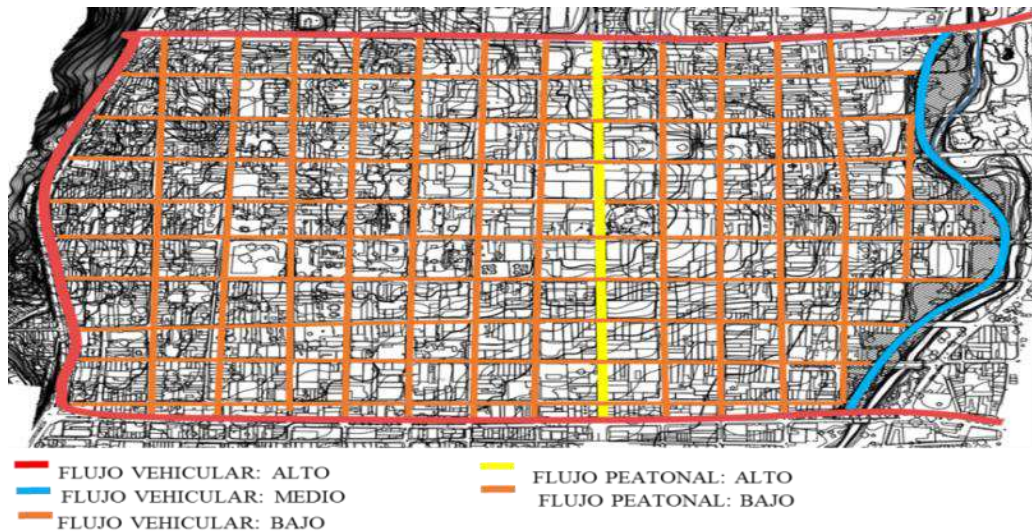 FLUJO VEHICULAR: ALTO
FLUJO VEHICULAR: MEDIO
FLUJO VEHICULAR: BAJO
FLUJO PEATONAL: ALTO
FLUJO PEATONAL: BAJO